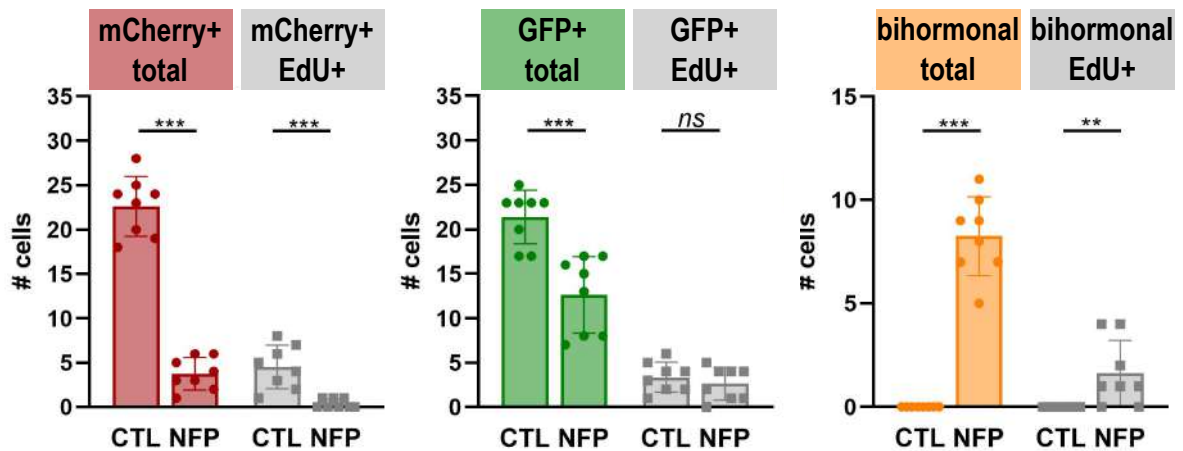 mCherry+
total
mCherry+
EdU+
GFP+
total
GFP+
EdU+
bihormonal
total
bihormonal
EdU+
# cells
35
30
25
20
15
10
5
0
***
***
CTL NFP
CTL NFP
# cells
35
30
25
20
15
10
5
0
***
ns
CTL NFP
CTL NFP
# cells
15
10
5
0
***
**
CTL NFP
CTL NFP